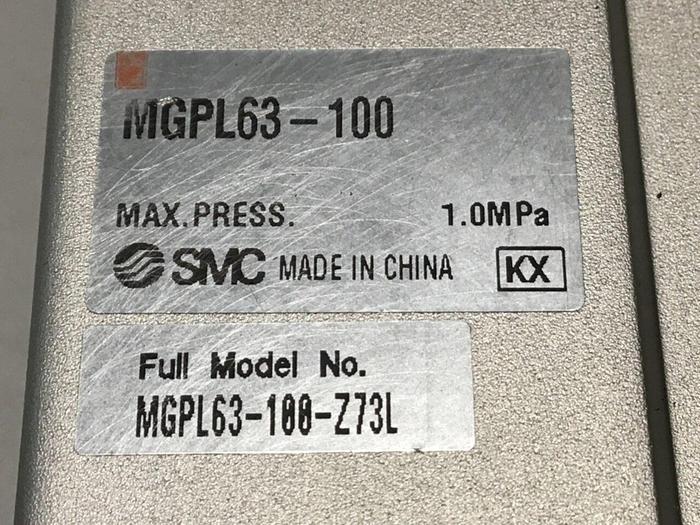 MGPL63-100
MAX. PRESS. 1.0MPa
SMC MADE IN CHINA KX
Full Model No.
MGPL63-100-Z73L